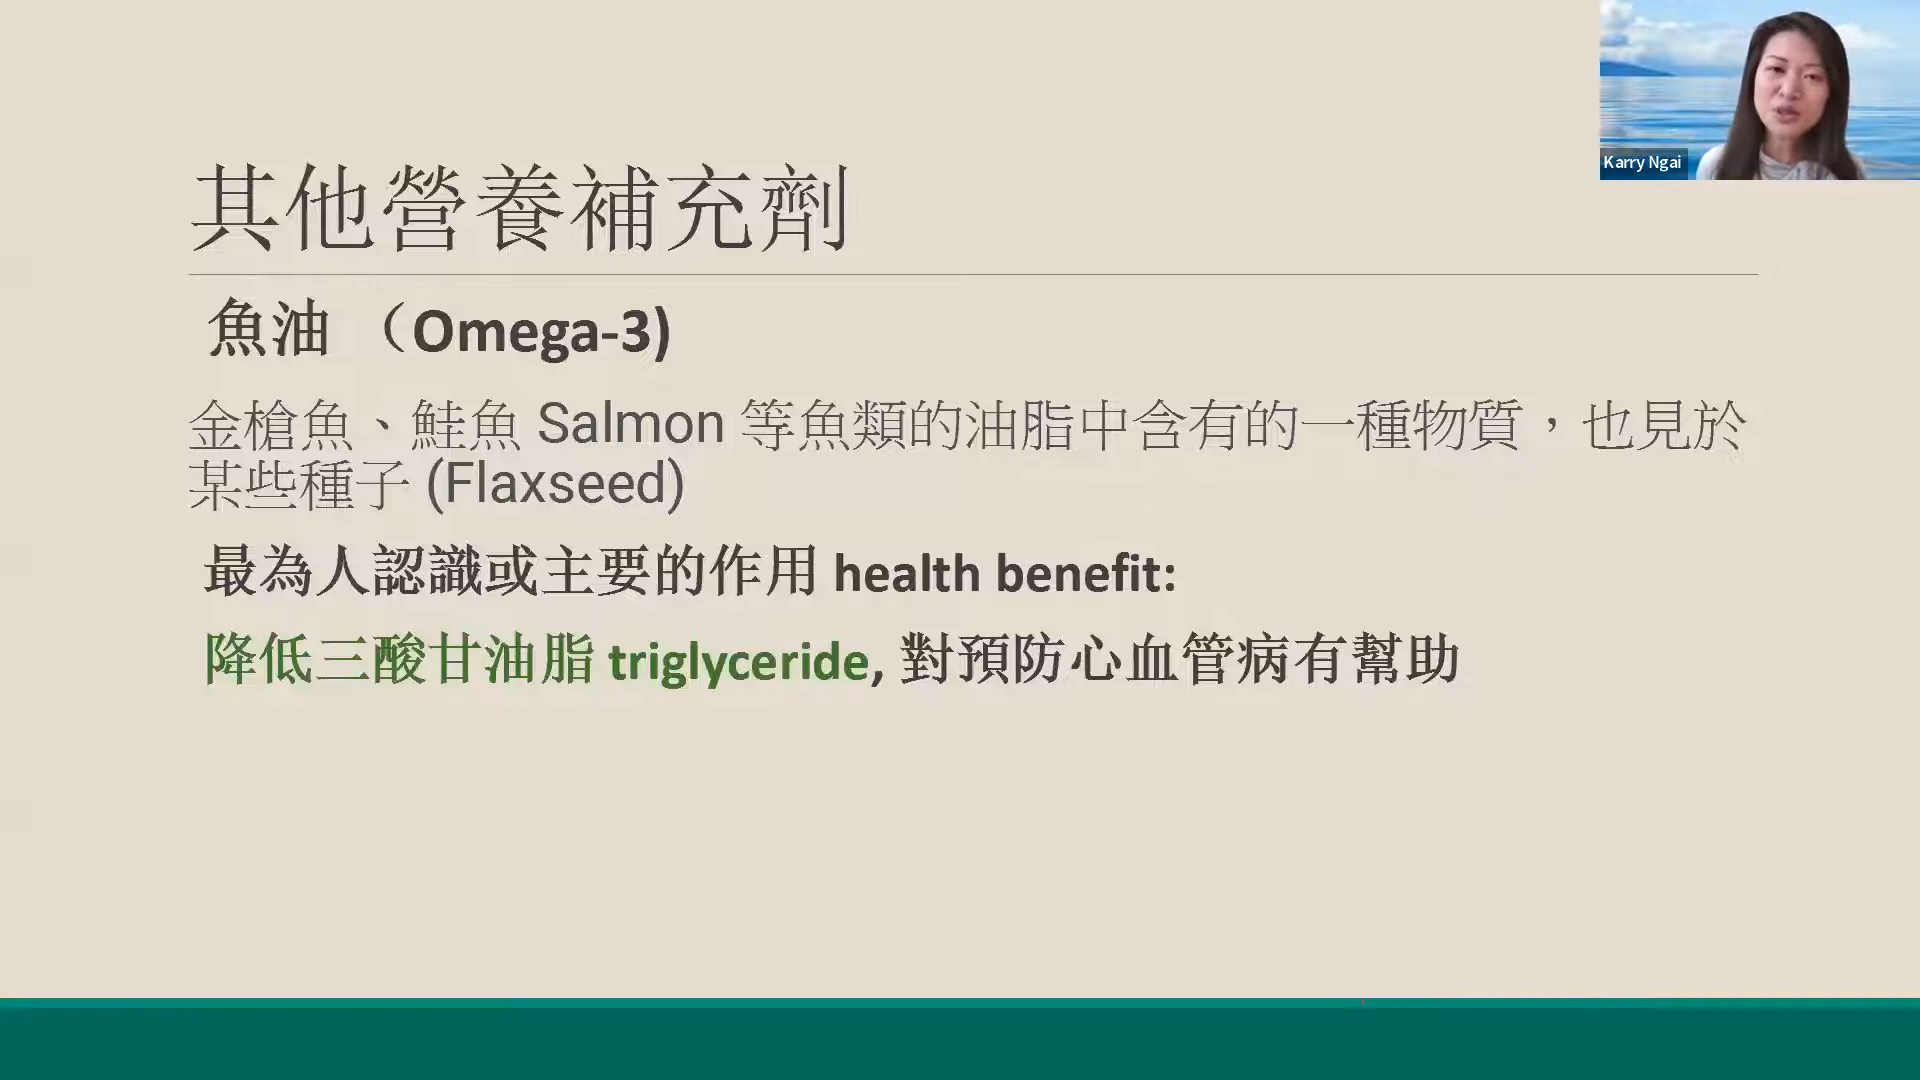 其他營養補充劑
魚油 （Omega-3)
金槍魚、鮭魚 Salmon 等魚類的油脂中含有的一種物質，也見於
某些種子 (Flaxseed)
最為人認識或主要的作用 health benefit:
降低三酸甘油脂 triglyceride, 對預防心血管病有幫助
Karry Ngai